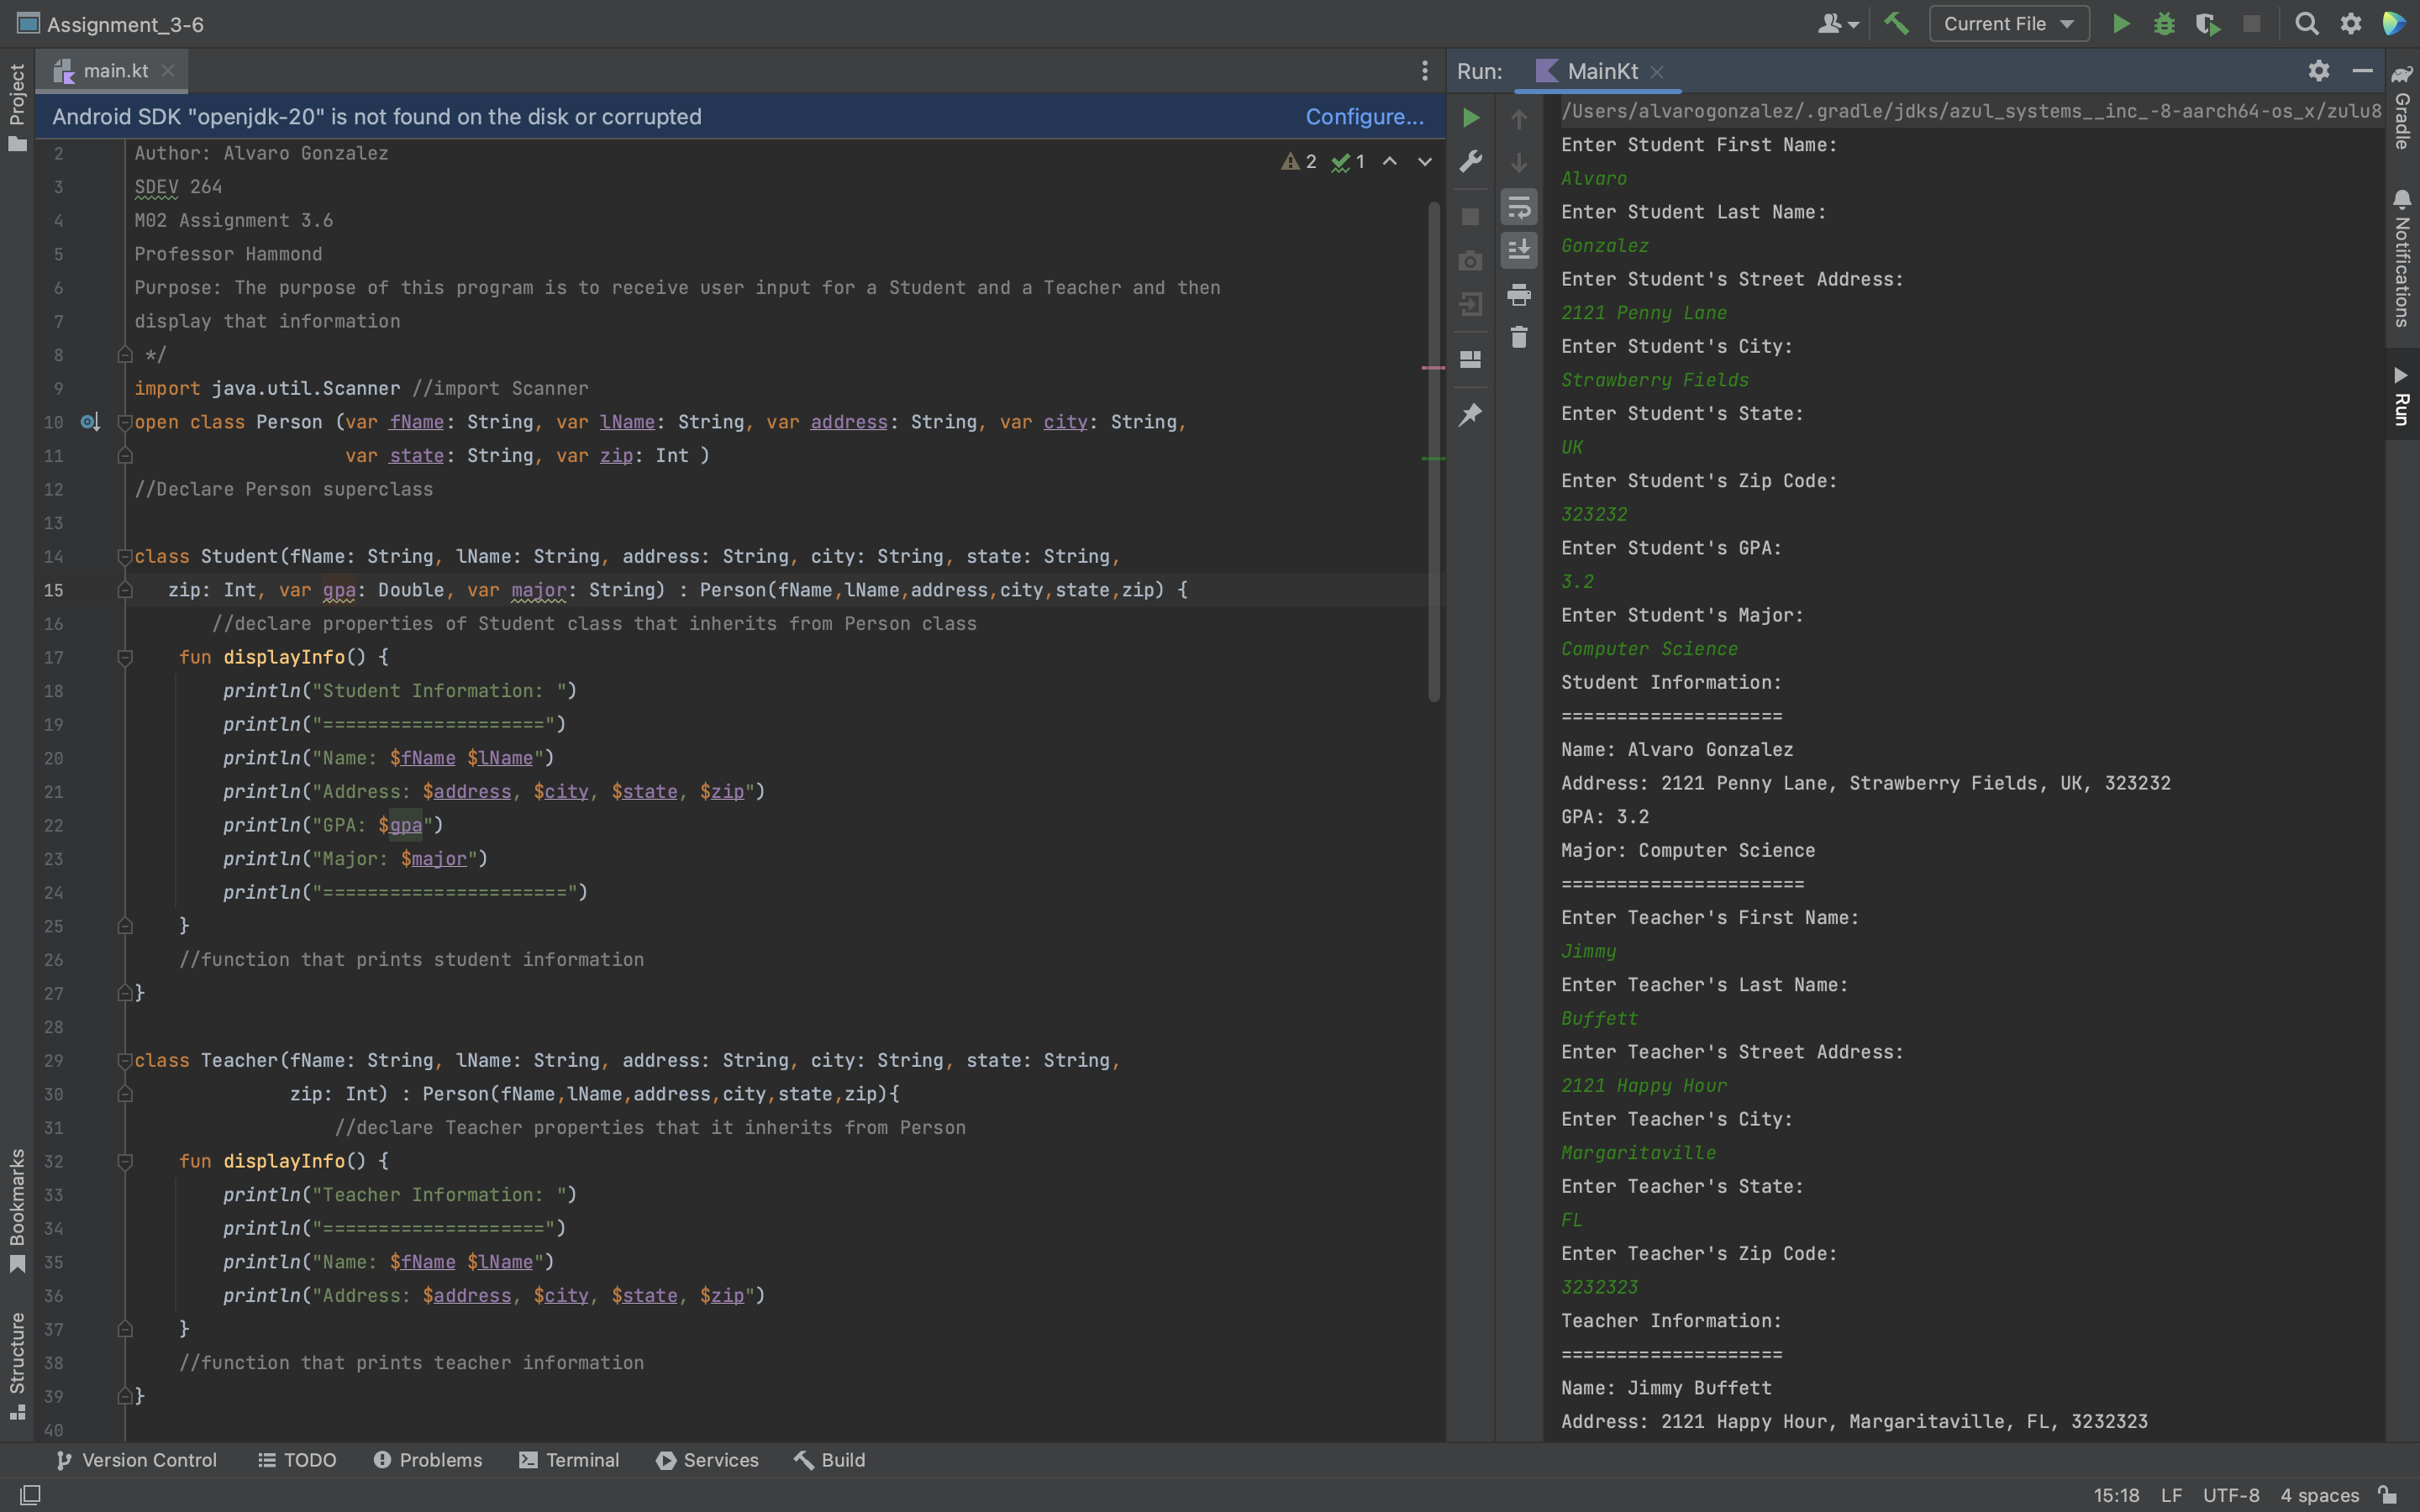 Assignment_3-6
Current File
Project
main.kt
Android SDK "openjdk-20" is not found on the disk or corrupted
Configure...
2 1
2 Author: Alvaro Gonzalez
3 SDEV 264
4 M02 Assignment 3.6
5 Professor Hammond
6 Purpose: The purpose of this program is to receive user input for a Student and a Teacher and then
7 display that information
8 */
9 import java.util.Scanner //import Scanner
10 open class Person (var fName: String, var lName: String, var address: String, var city: String,
11 var state: String, var zip: Int )
12 //Declare Person superclass
13
14 class Student(fName: String, lName: String, address: String, city: String, state: String,
15 zip: Int, var gpa: Double, var major: String) : Person(fName,lName,address,city,state,zip) {
16 //declare properties of Student class that inherits from Person class
17 fun displayInfo() {
18 println("Student Information: ")
19 println("====================")
20 println("Name: $fName $lName")
21 println("Address: $address, $city, $state, $zip")
22 println("GPA: $gpa")
23 println("Major: $major")
24 println("======================")
25 }
26 //function that prints student information
27 }
28
29 class Teacher(fName: String, lName: String, address: String, city: String, state: String,
30 zip: Int) : Person(fName,lName,address,city,state,zip){
31 //declare Teacher properties that it inherits from Person
32 fun displayInfo() {
33 println("Teacher Information: ")
34 println("====================")
35 println("Name: $fName $lName")
36 println("Address: $address, $city, $state, $zip")
37 }
38 //function that prints teacher information
39 }
40
Bookmarks
Structure
Run: MainKt
/Users/alvarogonzalez/.gradle/jdks/azul_systems__inc_-8-aarch64-os_x/zulu8
Enter Student First Name:
Alvaro
Enter Student Last Name:
Gonzalez
Enter Student's Street Address:
2121 Penny Lane
Enter Student's City:
Strawberry Fields
Enter Student's State:
UK
Enter Student's Zip Code:
323232
Enter Student's GPA:
3.2
Enter Student's Major:
Computer Science
Student Information:
====================
Name: Alvaro Gonzalez
Address: 2121 Penny Lane, Strawberry Fields, UK, 323232
GPA: 3.2
Major: Computer Science
======================
Enter Teacher's First Name:
Jimmy
Enter Teacher's Last Name:
Buffett
Enter Teacher's Street Address:
2121 Happy Hour
Enter Teacher's City:
Margaritaville
Enter Teacher's State:
FL
Enter Teacher's Zip Code:
3232323
Teacher Information:
====================
Name: Jimmy Buffett
Address: 2121 Happy Hour, Margaritaville, FL, 3232323
Gradle
Notifications
Run
Version Control TODO Problems Terminal Services Build
15:18 LF UTF-8 4 spaces